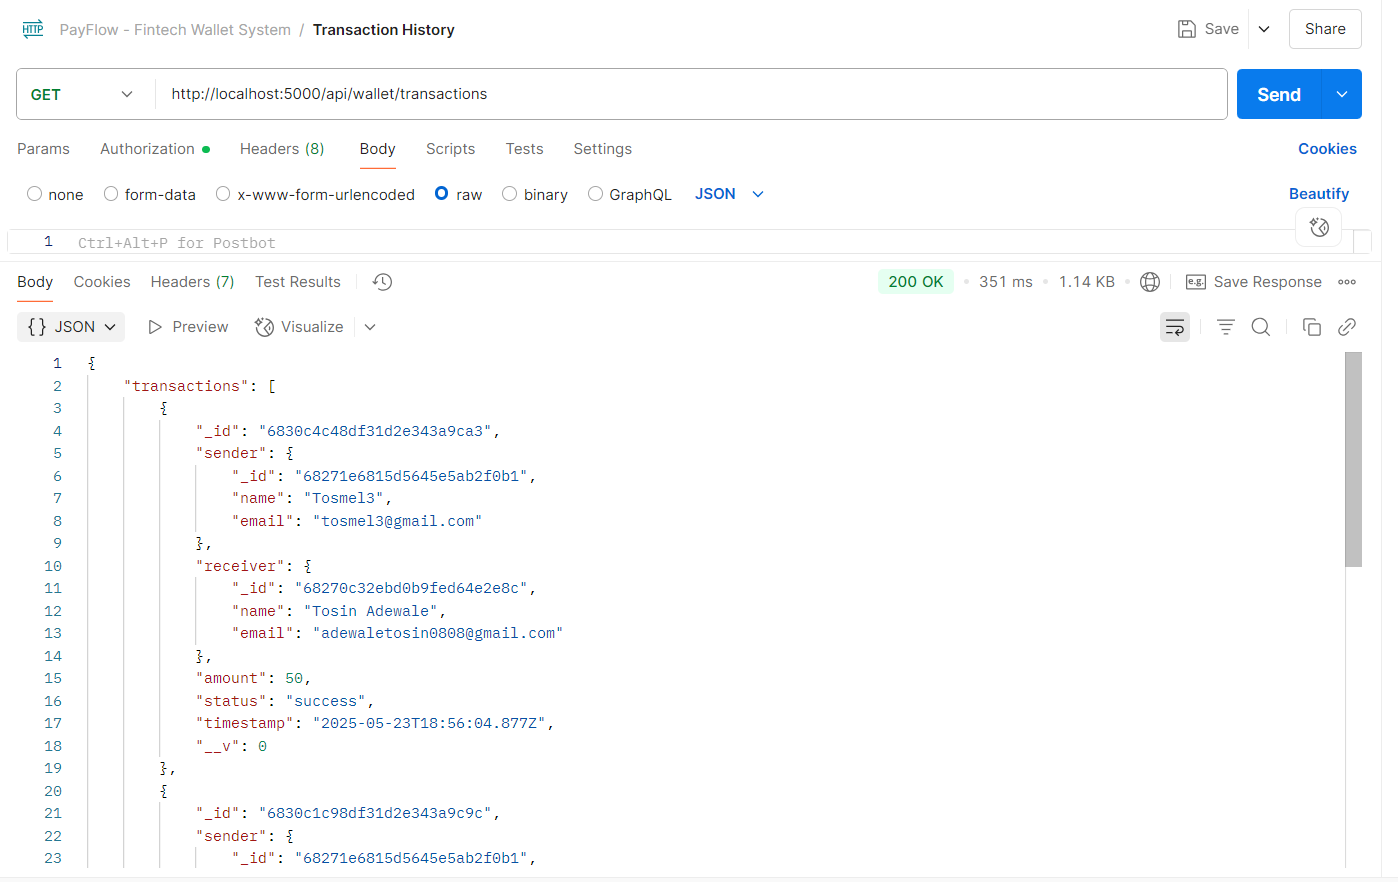 HTTP PayFlow - Fintech Wallet System / Transaction History Save Share
GET http://localhost:5000/api/wallet/transactions Send
Params Authorization Headers (8) Body Scripts Tests Settings Cookies
none form-data x-www-form-urlencoded raw binary GraphQL JSON Beautify
1 Ctrl+Alt+P for Postbot
Body Cookies Headers (7) Test Results 200 OK 351 ms 1.14 KB e.g. Save Response
{} JSON Preview Visualize
1 {
2 "transactions": [
3 {
4 "_id": "6830c4c48df31d2e343a9ca3",
5 "sender": {
6 "_id": "68271e6815d5645e5ab2f0b1",
7 "name": "Tosmel3",
8 "email": "tosmel3@gmail.com"
9 },
10 "receiver": {
11 "_id": "68270c32ebd0b9fed64e2e8c",
12 "name": "Tosin Adewale",
13 "email": "adewaletosin0808@gmail.com"
14 },
15 "amount": 50,
16 "status": "success",
17 "timestamp": "2025-05-23T18:56:04.877Z",
18 "__v": 0
19 },
20 {
21 "_id": "6830c1c98df31d2e343a9c9c",
22 "sender": {
23 "_id": "68271e6815d5645e5ab2f0b1",